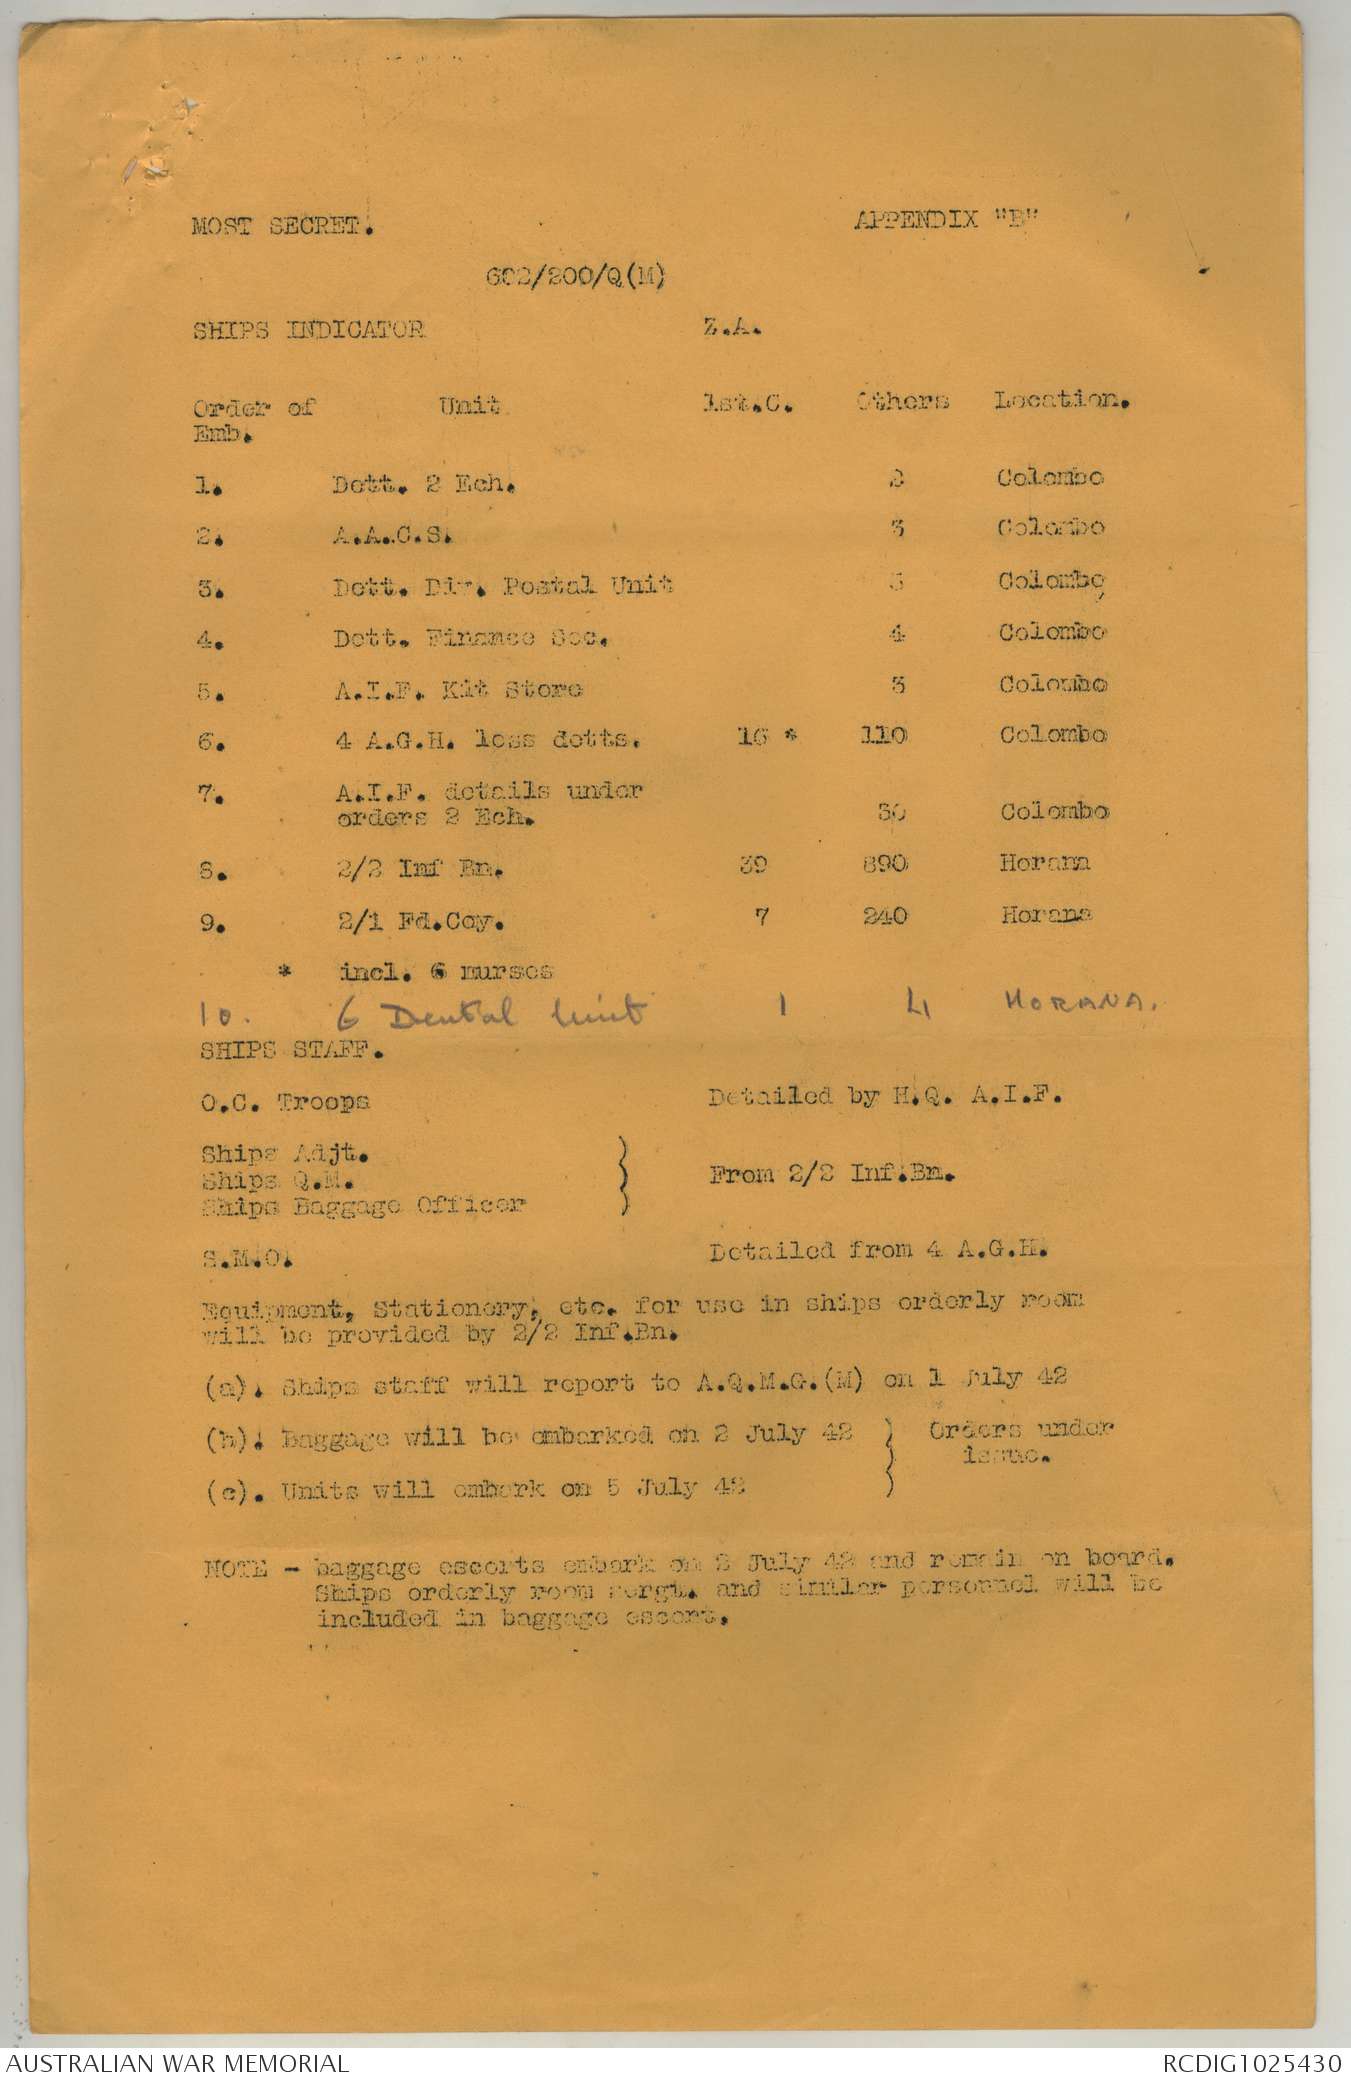 MOST SECRET. APPENDIX "B"
602/200/Q(M)
SHIPS INDICATOR Z.A.
Order of Unit 1st.C. Others Location.
Emb.
1. Dett. 2 Ech. Colombo
2. A.A.C.S. 3 Colombo
3. Dett. Div. Postal Unit Colombo
4. Dett. Finance Sec. 4 Colombo
5. A.I.F. Kit Store 3 Colombo
6. 4 A.G.H. less detts. 16 * 110 Colombo
7. A.I.F. details under
orders 2 Ech. 30 Colombo
8. 2/2 Inf Bn. 39 890 Horana
9. 2/1 Fd.Coy. 7 240 Horana
* incl. 6 nurses
10. 6 Dental Unit 1 4 HORANA.
SHIPS STAFF.
O.C. Troops Detailed by H.Q. A.I.F.
Ships Adjt.
Ships Q.M. } From 2/2 Inf.Bn.
Ships Baggage Officer
S.M.O. Detailed from 4 A.G.H.
Equipment, Stationery, etc. for use in ships orderly room
will be provided by 2/2 Inf.Bn.
(a). Ships staff will report to A.Q.M.G.(M) on 1 July 42
(b). Baggage will be embarked on 2 July 42 } Orders under
issue.
(c). Units will embark on 5 July 42
NOTE - baggage escorts embark on 2 July 42 and remain on board.
Ships orderly room sergt. and similar personnel will be
included in baggage escort.
AUSTRALIAN WAR MEMORIAL RCDIG1025430